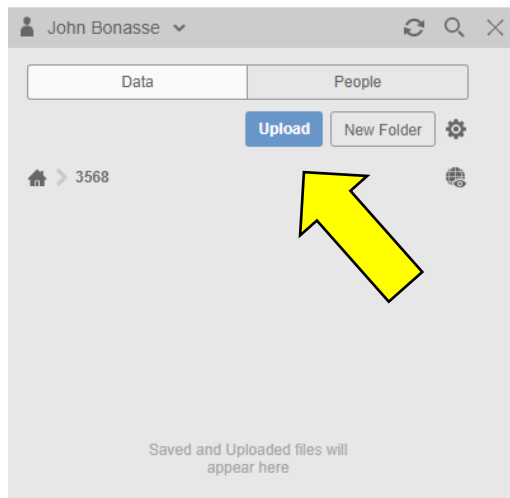 John Bonasse
Data People
Upload New Folder
3568
Saved and Uploaded files will
appear here